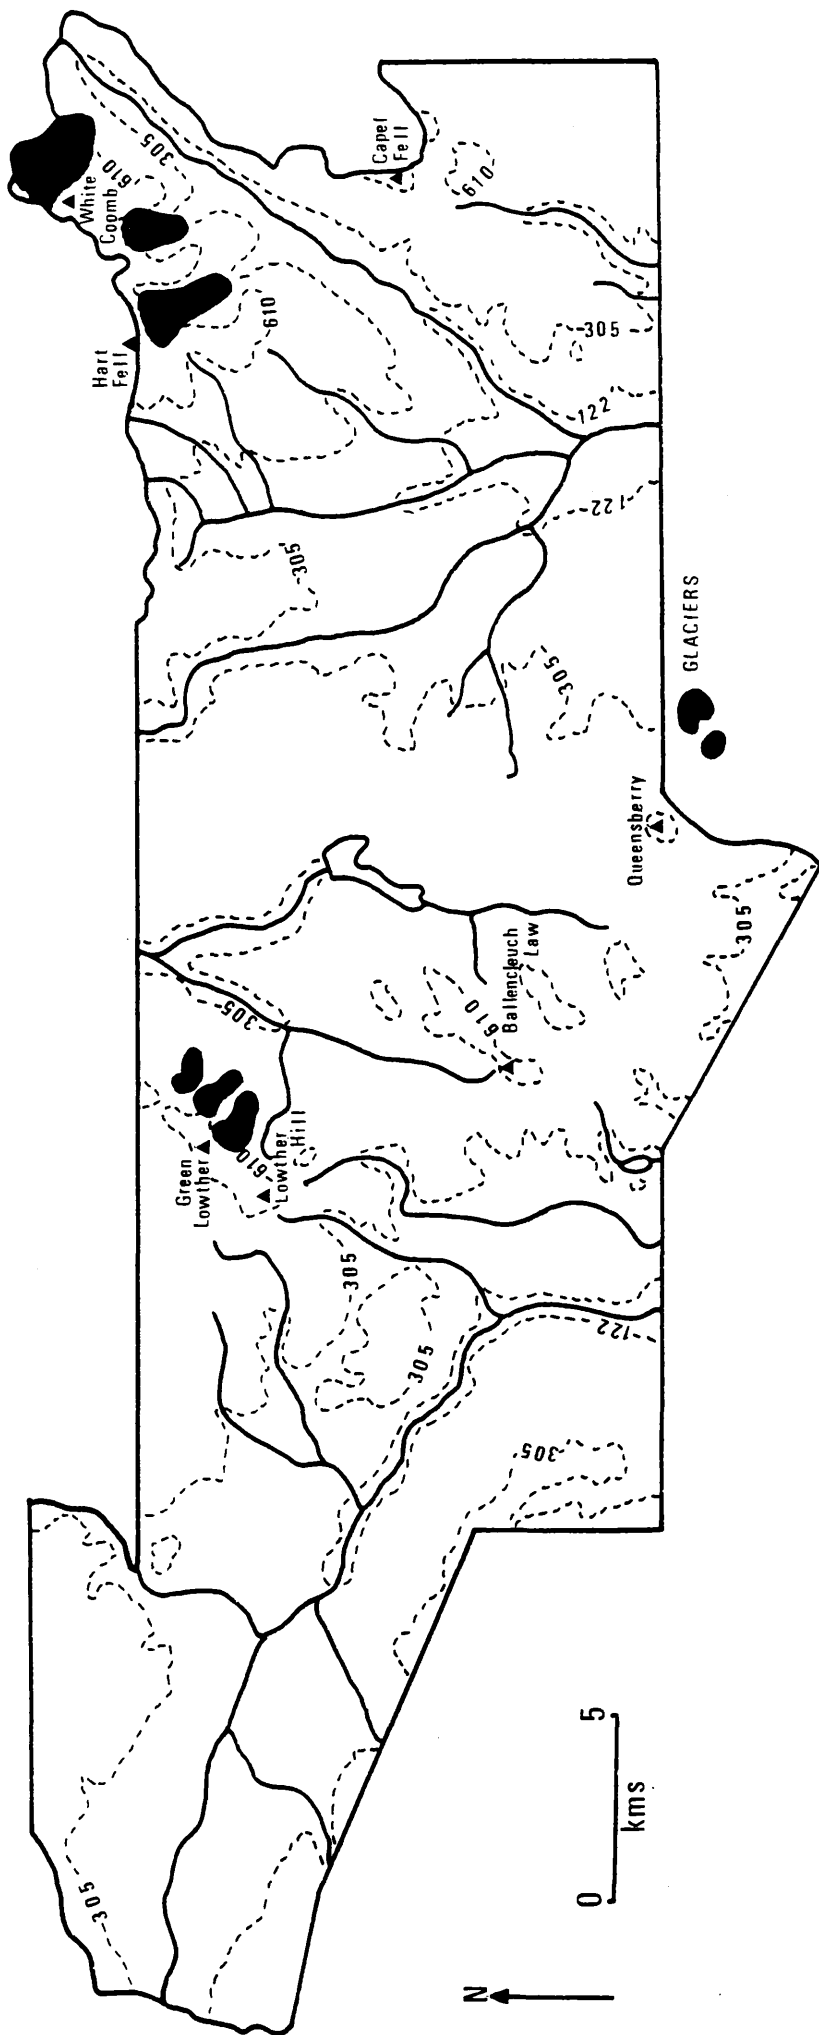 305
White
Coomb
Hart
Fell
610
305
Green
Lowther
610
305
610
Lowther
Hill
305
305
Capel
Fell
305
610
610
Ballencleuch
Law
305
305
122
305
122
122
Queensberry
GLACIERS
305
N
0 5
kms